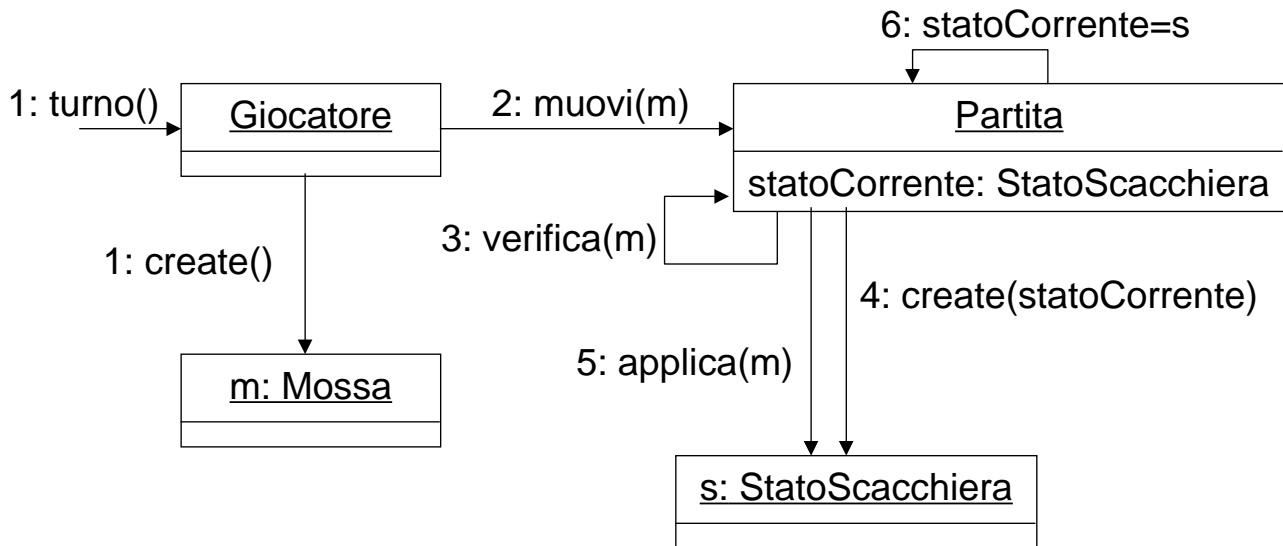 6: statoCorrente=s
1: turno()
Giocatore
2: muovi(m)
Partita
statoCorrente: StatoScacchiera
3: verifica(m)
1: create()
4: create(statoCorrente)
5: applica(m)
m: Mossa
s: StatoScacchiera